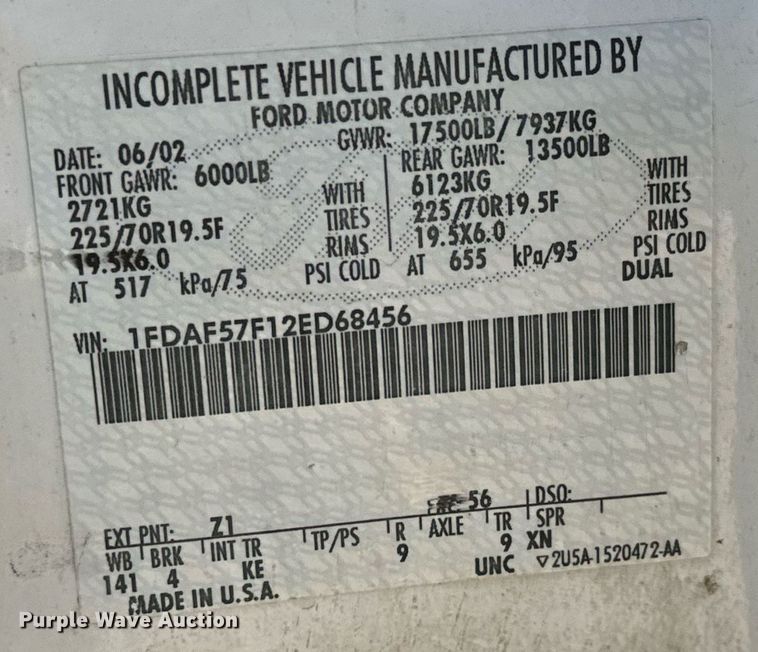 INCOMPLETE VEHICLE MANUFACTURED BY
FORD MOTOR COMPANY
DATE: 06/02 GVWR: 17500LB/7937KG
FRONT GAWR: 6000LB REAR GAWR: 13500LB
2721KG WITH 6123KG WITH
225/70R19.5F TIRES 225/70R19.5F TIRES
19.5X6.0 RIMS 19.5X6.0 RIMS
AT 517 kPa/75 PSI COLD AT 655 kPa/95 PSI COLD
DUAL
VIN: 1FDAF57F12ED68456
56 DSO:
EXT PNT: Z1
WB BRK INT TR TP/PS R AXLE TR SPR
141 4 KE 9 9 XN
UNC ▽2U5A-1520472-AA
MADE IN U.S.A.
Purple Wave Auction